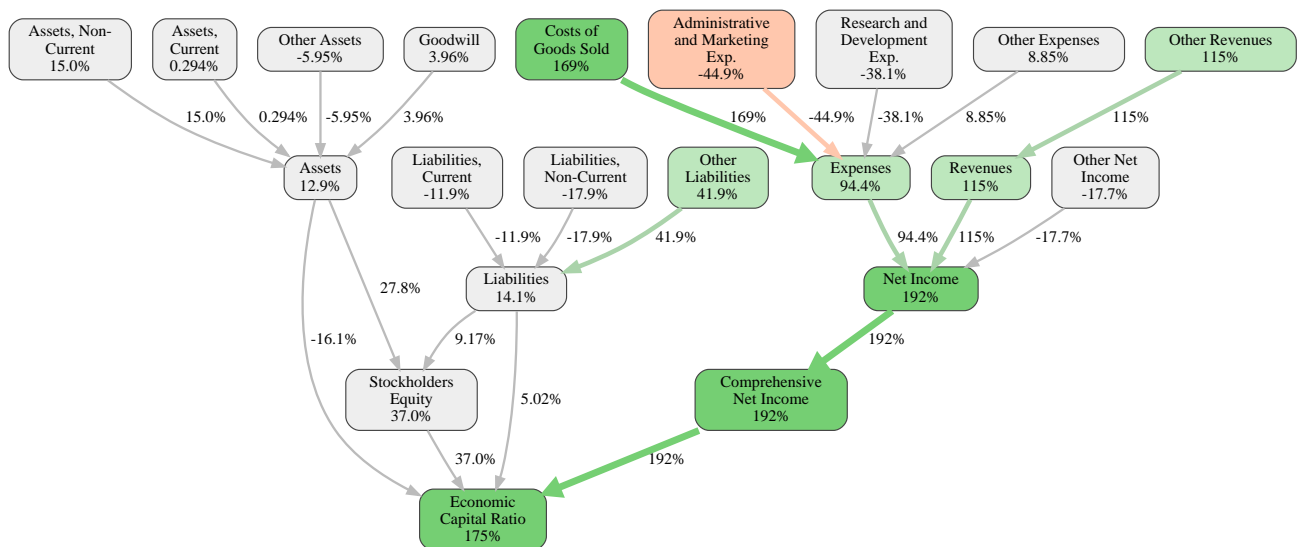 Assets, Non-
Current
15.0%
Assets,
Current
0.294%
Other Assets
-5.95%
Goodwill
3.96%
Costs of
Goods Sold
169%
Administrative
and Marketing
Exp.
-44.9%
Research and
Development
Exp.
-38.1%
Other Expenses
8.85%
Other Revenues
115%
15.0%
0.294%
-5.95%
3.96%
169%
-44.9%
-38.1%
8.85%
115%
Assets
12.9%
Liabilities,
Current
-11.9%
Liabilities,
Non-Current
-17.9%
Other
Liabilities
41.9%
Expenses
94.4%
Revenues
115%
Other Net
Income
-17.7%
-11.9%
-17.9%
41.9%
94.4%
115%
-17.7%
27.8%
Liabilities
14.1%
Net Income
192%
-16.1%
9.17%
192%
Stockholders
Equity
37.0%
5.02%
Comprehensive
Net Income
192%
37.0%
192%
Economic
Capital Ratio
175%